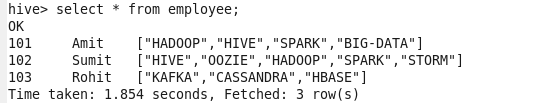 hive> select * from employee;
OK
101     Amit    ["HADOOP","HIVE","SPARK","BIG-DATA"]
102     Sumit   ["HIVE","OOZIE","HADOOP","SPARK","STORM"]
103     Rohit   ["KAFKA","CASSANDRA","HBASE"]
Time taken: 1.854 seconds, Fetched: 3 row(s)